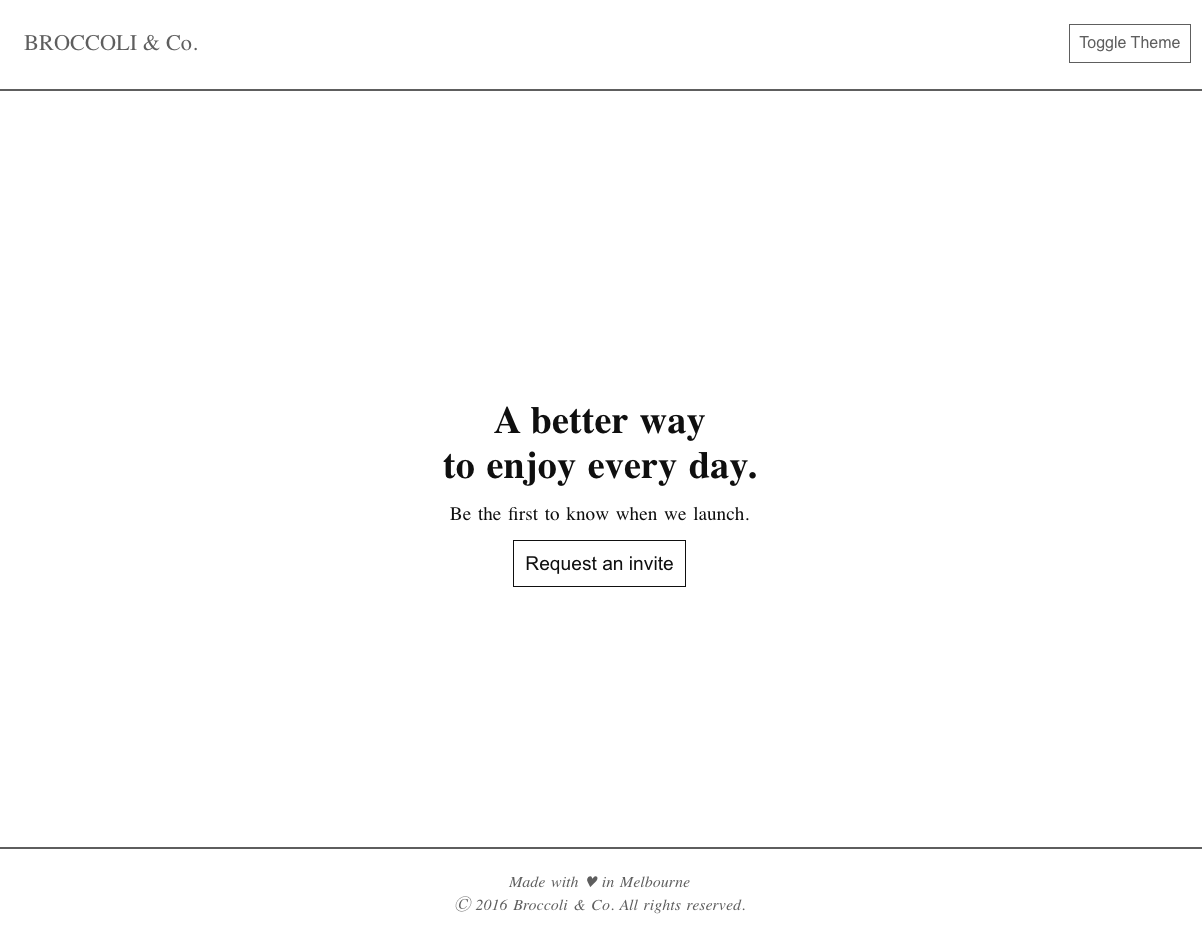 BROCCOLI & Co.
Toggle Theme
A better way
to enjoy every day.
Be the first to know when we launch.
Request an invite
Made with ♥ in Melbourne
Ⓒ 2016 Broccoli & Co. All rights reserved.